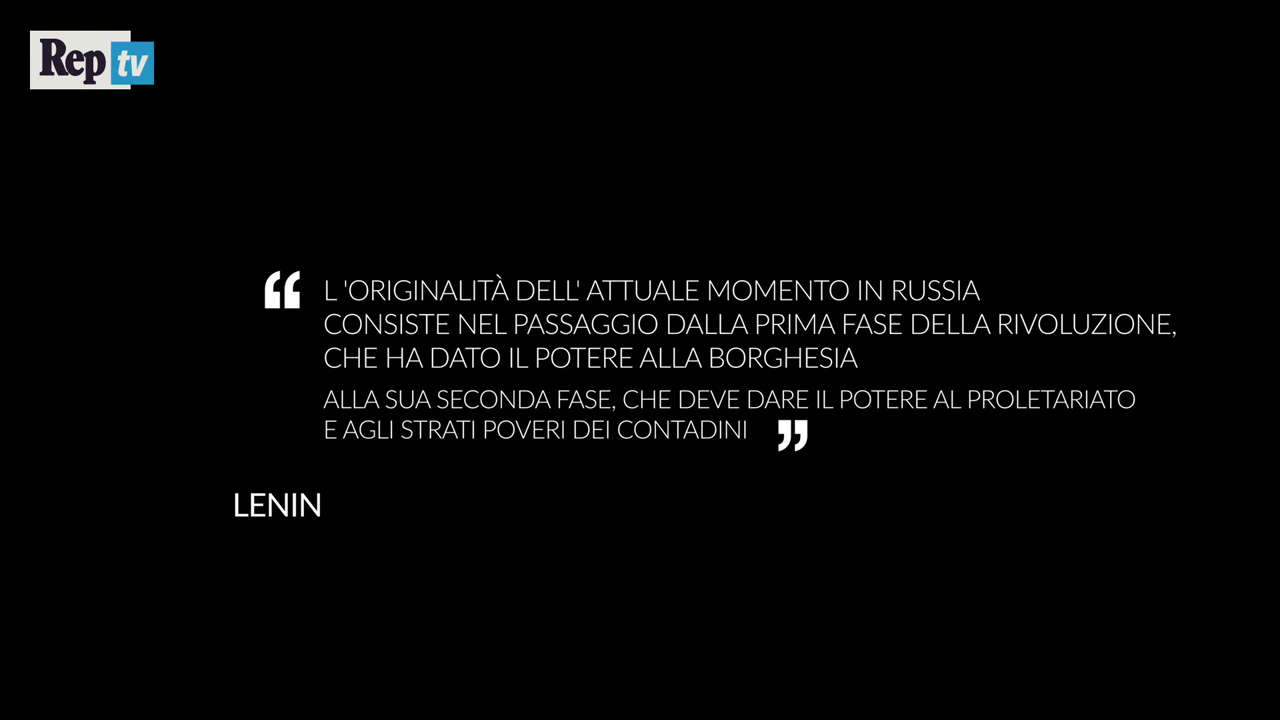 Rep tv
“ L 'ORIGINALITÀ DELL' ATTUALE MOMENTO IN RUSSIA
CONSISTE NEL PASSAGGIO DALLA PRIMA FASE DELLA RIVOLUZIONE,
CHE HA DATO IL POTERE ALLA BORGHESIA
ALLA SUA SECONDA FASE, CHE DEVE DARE IL POTERE AL PROLETARIATO
E AGLI STRATI POVERI DEI CONTADINI ”
LENIN